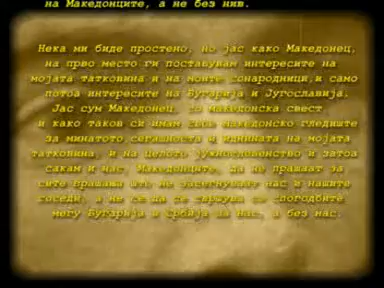 на Македонците, а не без нив.
Нека ми биде простено, но јас како Македонец,
на прво место ги поставувам интересите на
мојата татковина и на моите сонародници,и само
потоа интересите на Бугарија и Југославија.
Јас сум Македонец, со македонска свест,
и како таков си имам свое македонско гледиште
за минатото,сегашноста и иднината на мојата
татковина, и на целото јужнословенство и затоа
сакам и нас, Македонците, да не прашаат за
сите прашања што не засегнуваат нас и нашите
соседи, а не се да се свршува со погодбите
меѓу Бугарија и Србија за нас, а без нас.